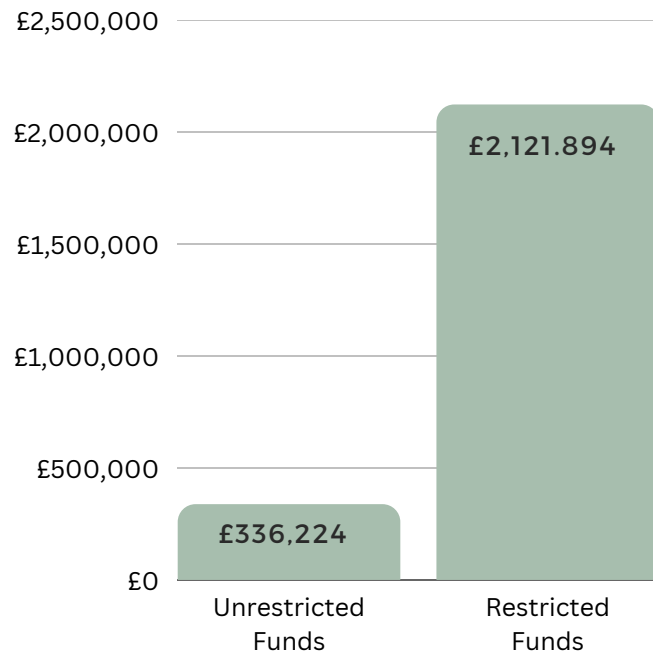 £2,500,000
£2,000,000
£2,121.894
£1,500,000
£1,000,000
£500,000
£336,224
£0
Unrestricted
Funds
Restricted
Funds